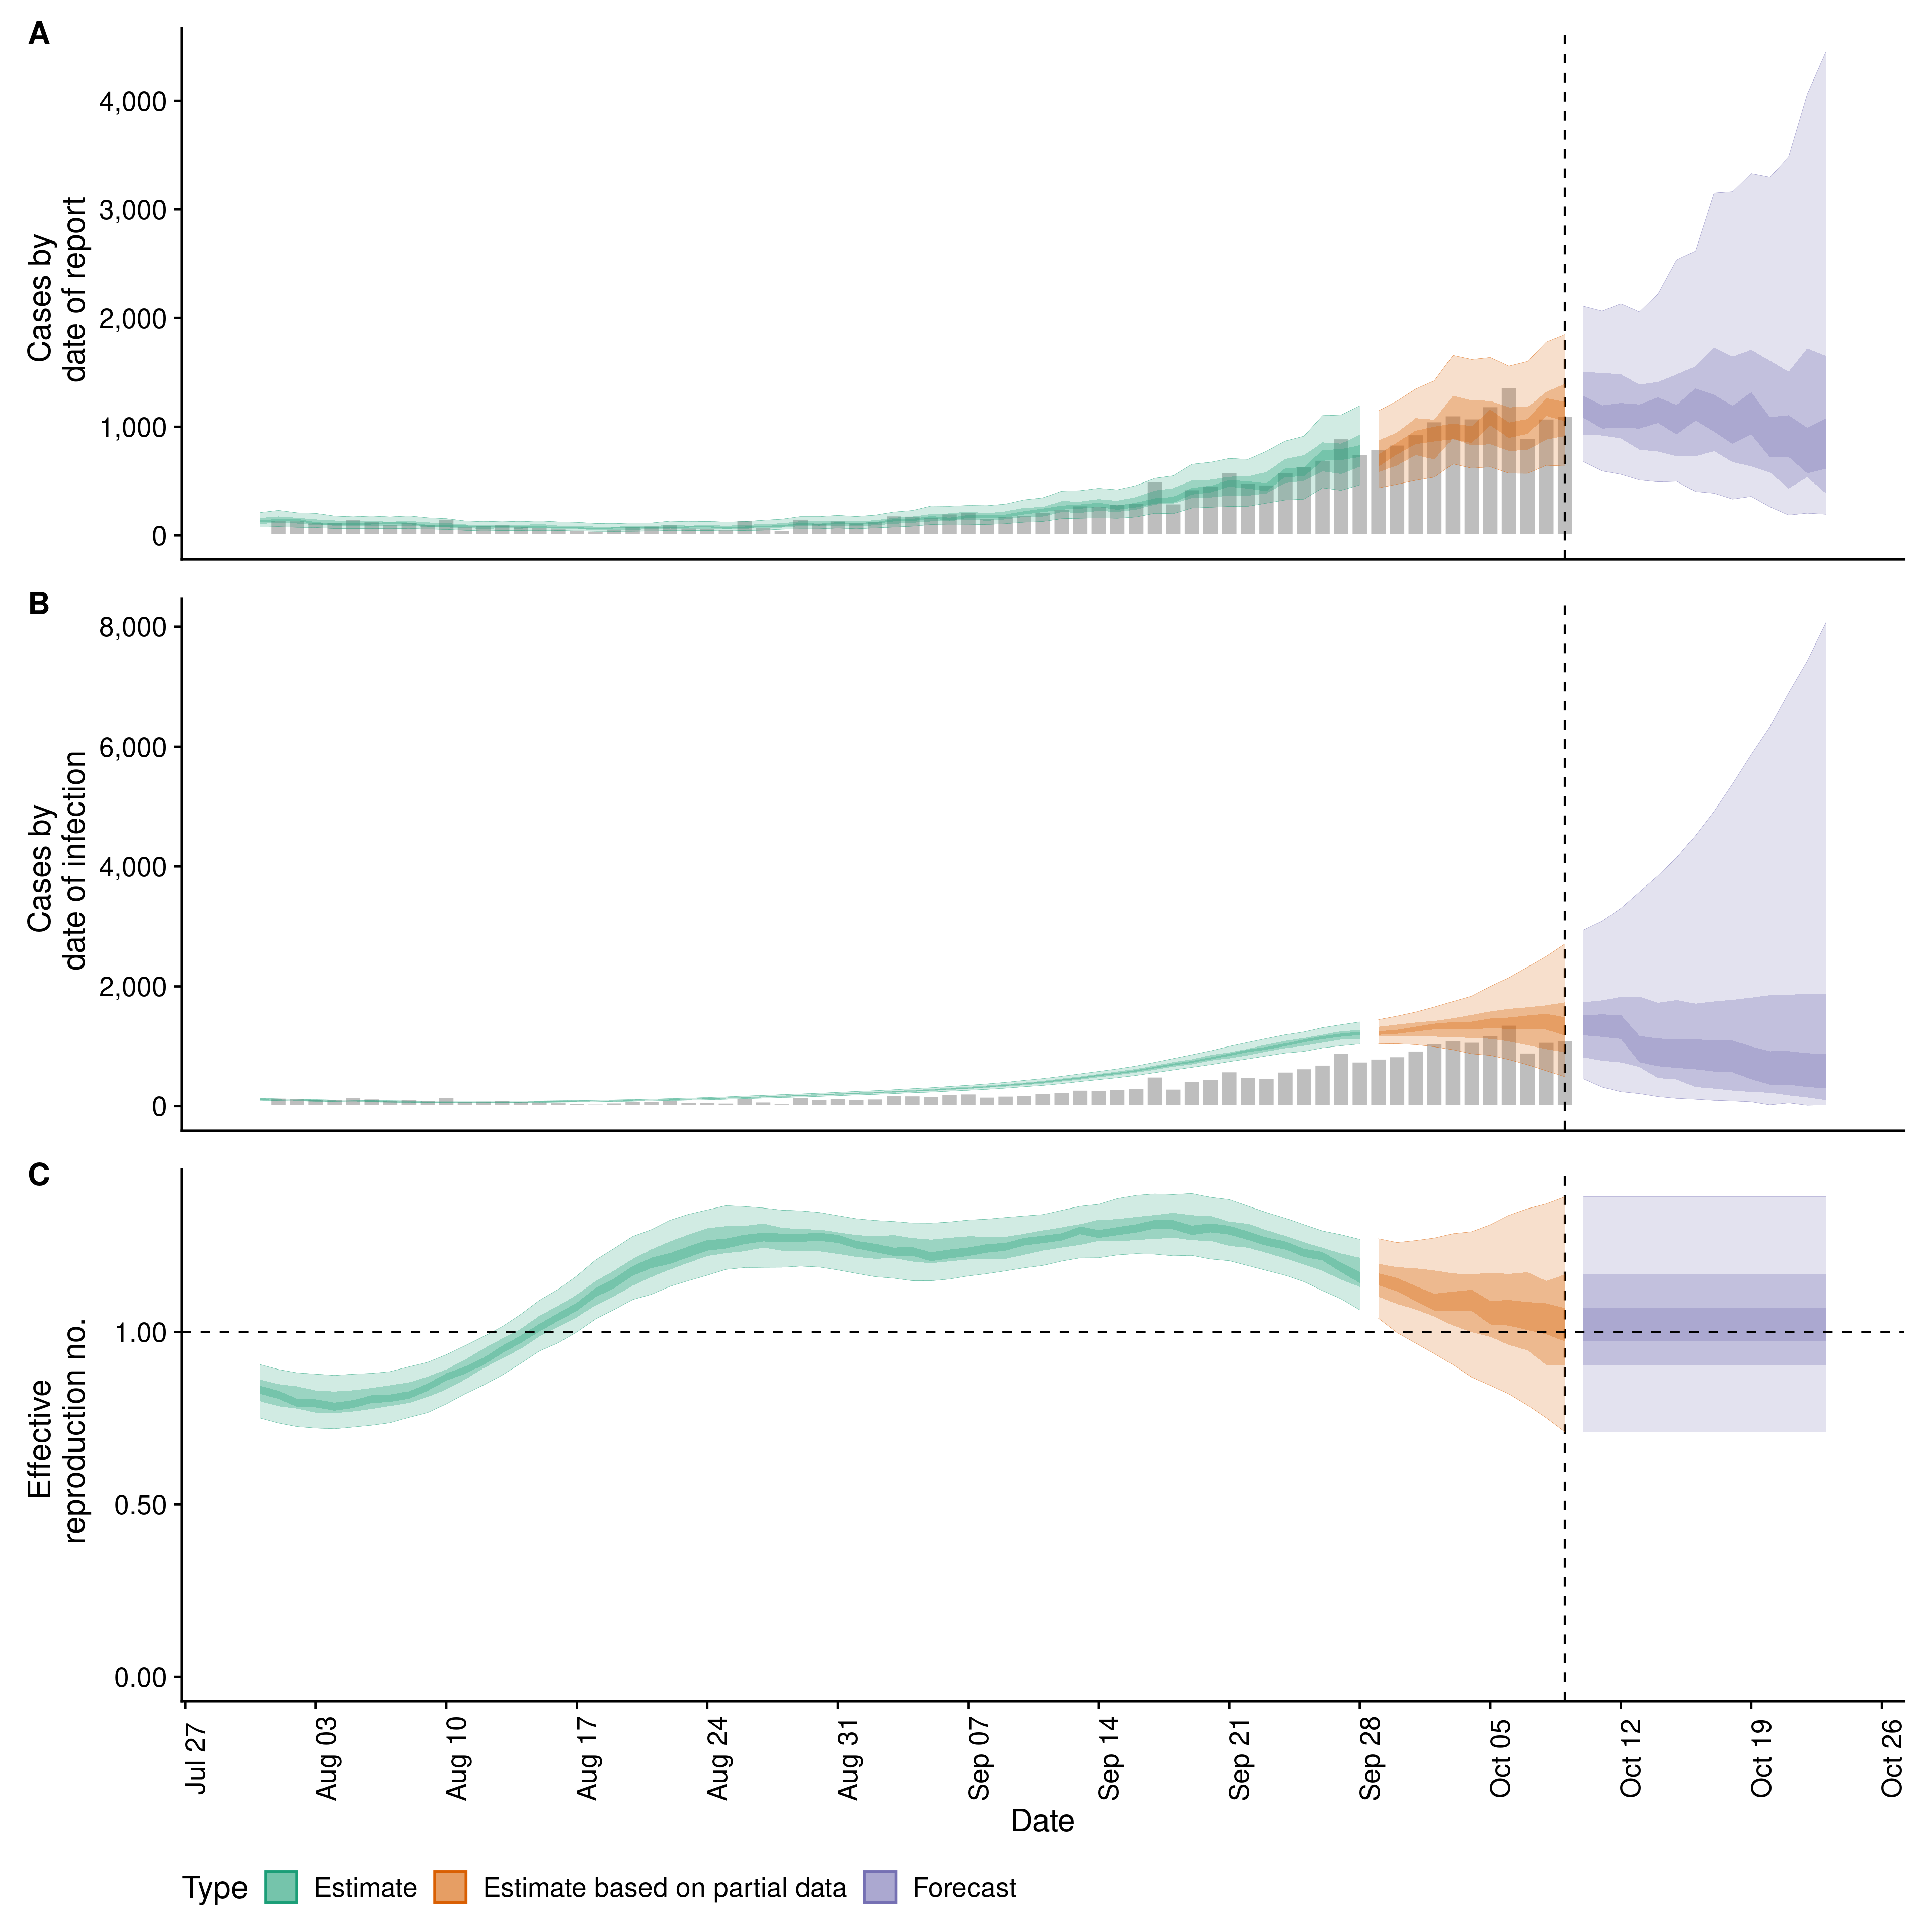 A
4,000
3,000
2,000
1,000
0
Cases by
date of report
B
8,000
6,000
4,000
2,000
0
Cases by
date of infection
C
1.00
0.50
0.00
Effective
reproduction no.
Jul 27
Aug 03
Aug 10
Aug 17
Aug 24
Aug 31
Sep 07
Sep 14
Sep 21
Sep 28
Oct 05
Oct 12
Oct 19
Oct 26
Date
Type Estimate Estimate based on partial data Forecast